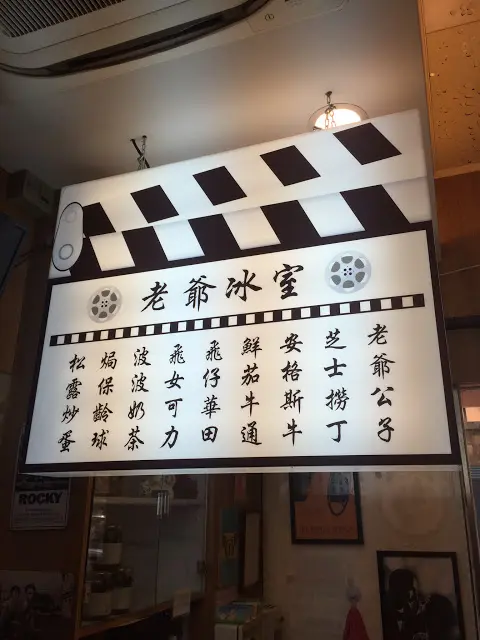 老爺冰室
老爺公子
芝士撈丁
安格斯牛
鮮茄牛通
飛仔華田
飛女可力
波波奶茶
焗保齡球
松露炒蛋
ROCKY